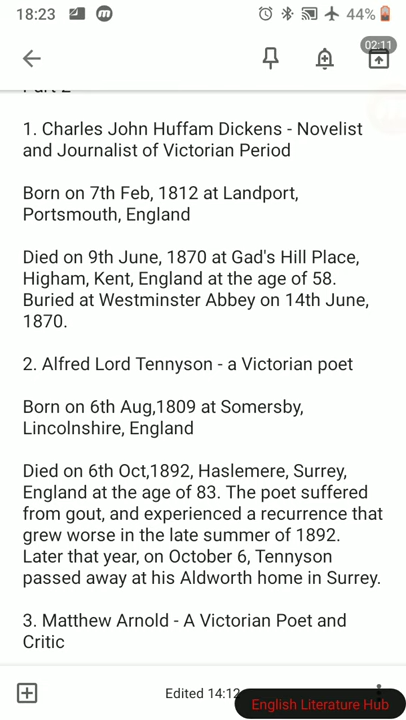 18:23
44%
02:11
Part 2
1. Charles John Huffam Dickens - Novelist
and Journalist of Victorian Period
Born on 7th Feb, 1812 at Landport,
Portsmouth, England
Died on 9th June, 1870 at Gad's Hill Place,
Higham, Kent, England at the age of 58.
Buried at Westminster Abbey on 14th June,
1870.
2. Alfred Lord Tennyson - a Victorian poet
Born on 6th Aug,1809 at Somersby,
Lincolnshire, England
Died on 6th Oct,1892, Haslemere, Surrey,
England at the age of 83. The poet suffered
from gout, and experienced a recurrence that
grew worse in the late summer of 1892.
Later that year, on October 6, Tennyson
passed away at his Aldworth home in Surrey.
3. Matthew Arnold - A Victorian Poet and
Critic
Edited 14:12
English Literature Hub